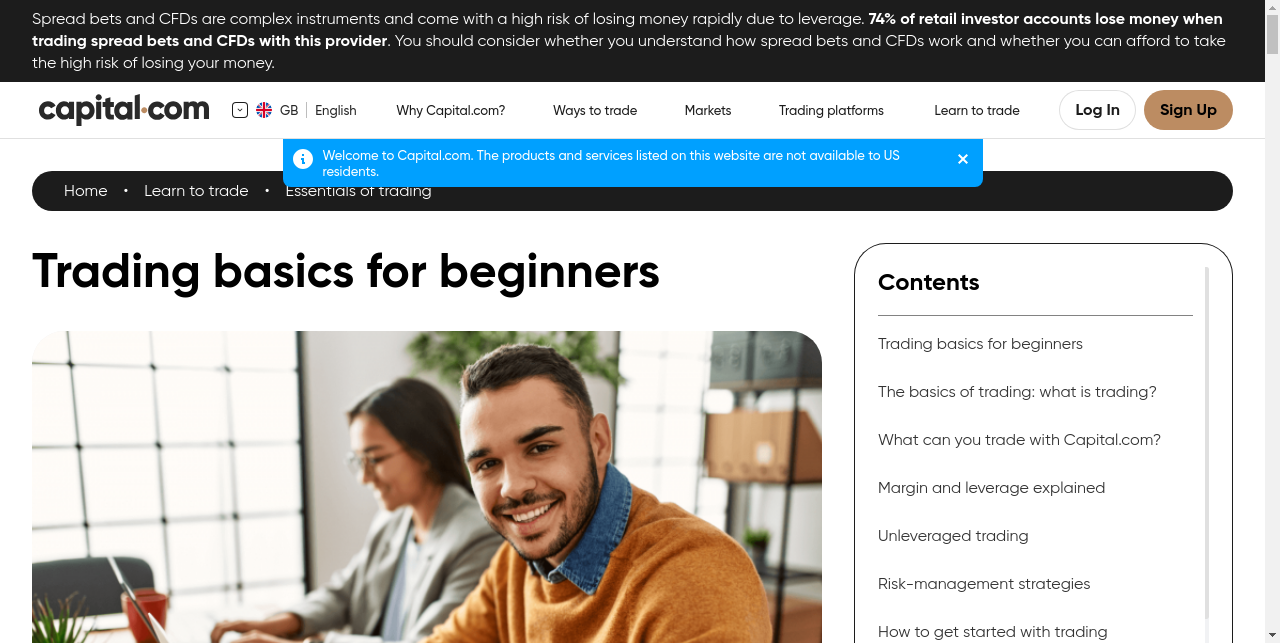 Spread bets and CFDs are complex instruments and come with a high risk of losing money rapidly due to leverage. 74% of retail investor accounts lose money when
trading spread bets and CFDs with this provider. You should consider whether you understand how spread bets and CFDs work and whether you can afford to take
the high risk of losing your money.
capital.com GB English Why Capital.com? Ways to trade Markets Trading platforms Learn to trade Log In Sign Up
Welcome to Capital.com. The products and services listed on this website are not available to US
residents.
Home • Learn to trade • Essentials of trading
Trading basics for beginners
Contents
Trading basics for beginners
The basics of trading: what is trading?
What can you trade with Capital.com?
Margin and leverage explained
Unleveraged trading
Risk-management strategies
How to get started with trading